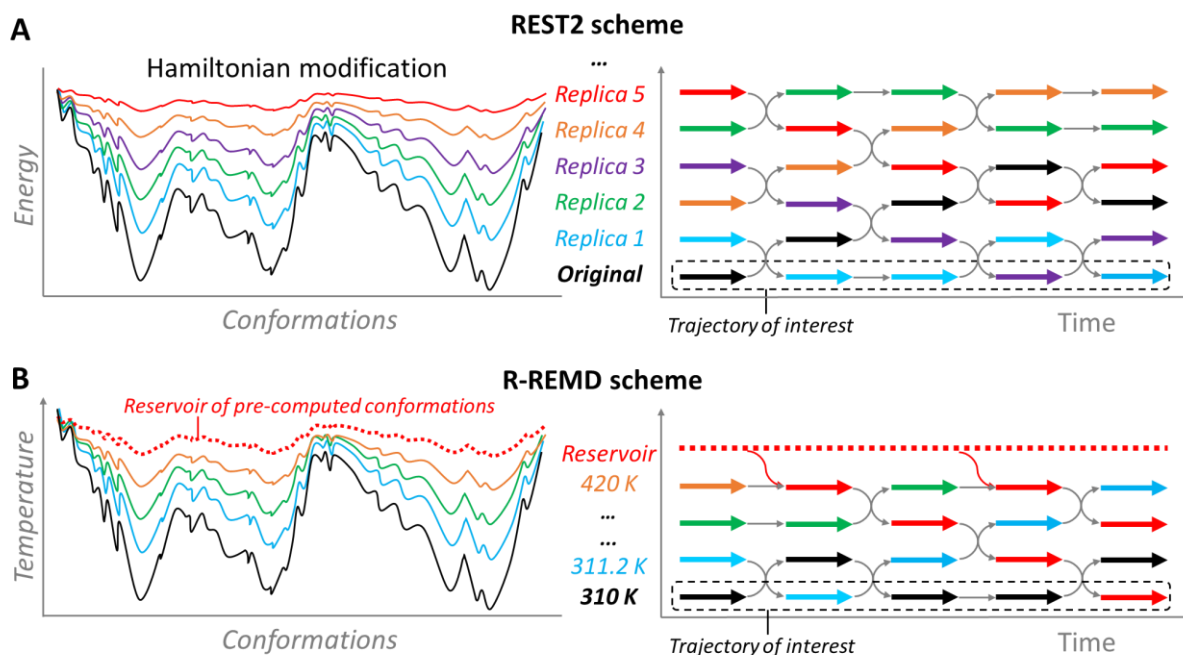 A
REST2 scheme
Hamiltonian modification
Energy
Conformations
...
Replica 5
Replica 4
Replica 3
Replica 2
Replica 1
Original
Trajectory of interest
Time
B
R-REMD scheme
Reservoir of pre-computed conformations
Temperature
Conformations
Reservoir
420 K
...
...
311.2 K
310 K
Trajectory of interest
Time